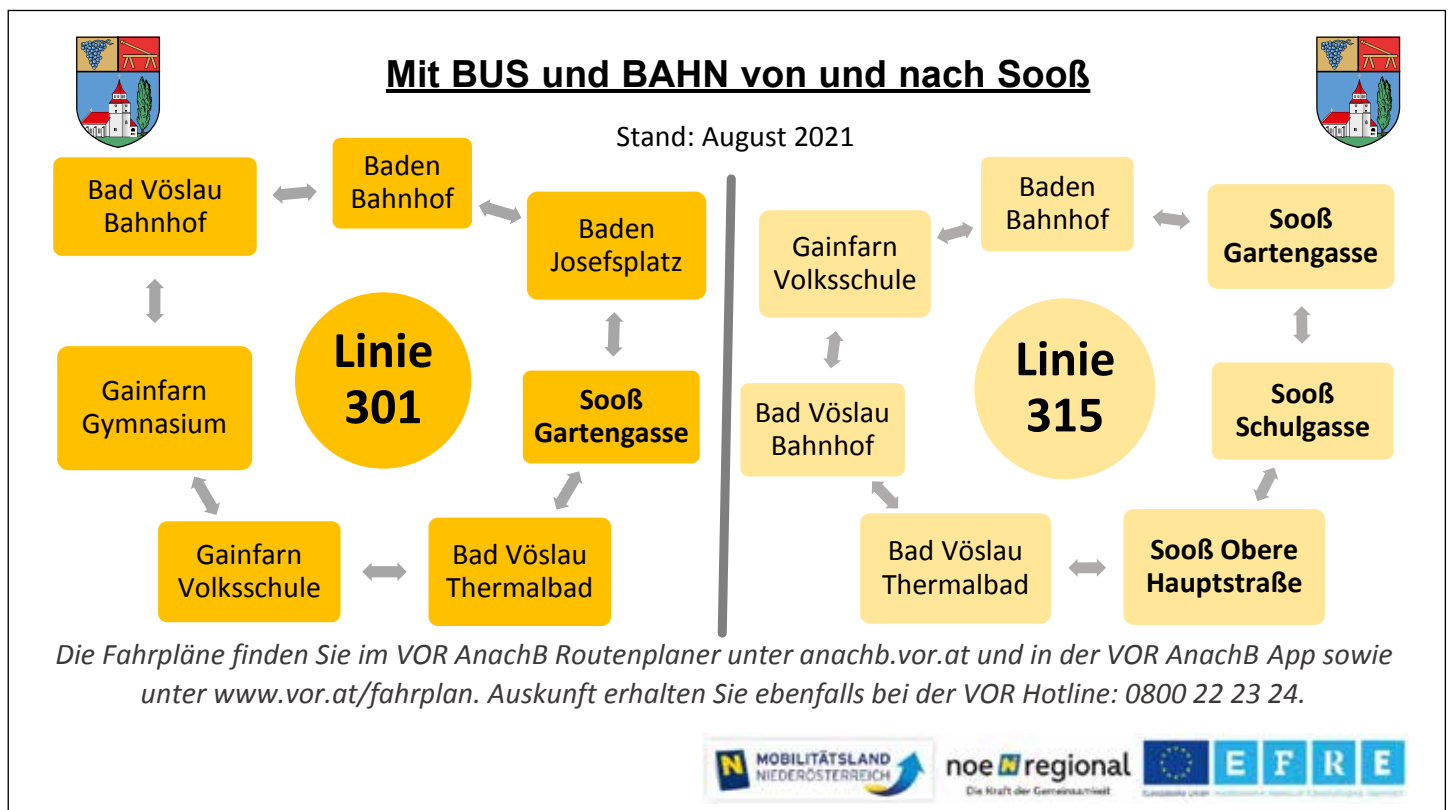 Mit BUS und BAHN von und nach Sooß
Stand: August 2021
Baden
Bahnhof
Bad Vöslau
Bahnhof
Baden
Josefsplatz
Linie
301
Gainfarn
Gymnasium
Sooß
Gartengasse
Gainfarn
Volksschule
Bad Vöslau
Thermalbad
Baden
Bahnhof
Sooß
Gartengasse
Gainfarn
Volksschule
Linie
315
Sooß
Schulgasse
Bad Vöslau
Bahnhof
Bad Vöslau
Thermalbad
Sooß Obere
Hauptstraße
Die Fahrpläne finden Sie im VOR AnachB Routenplaner unter anachb.vor.at und in der VOR AnachB App sowie
unter www.vor.at/fahrplan. Auskunft erhalten Sie ebenfalls bei der VOR Hotline: 0800 22 23 24.
N MOBILITÄTSLAND
NIEDERÖSTERREICH
noe N regional
Die Kraft der Gemeinsamkeit
E F R E